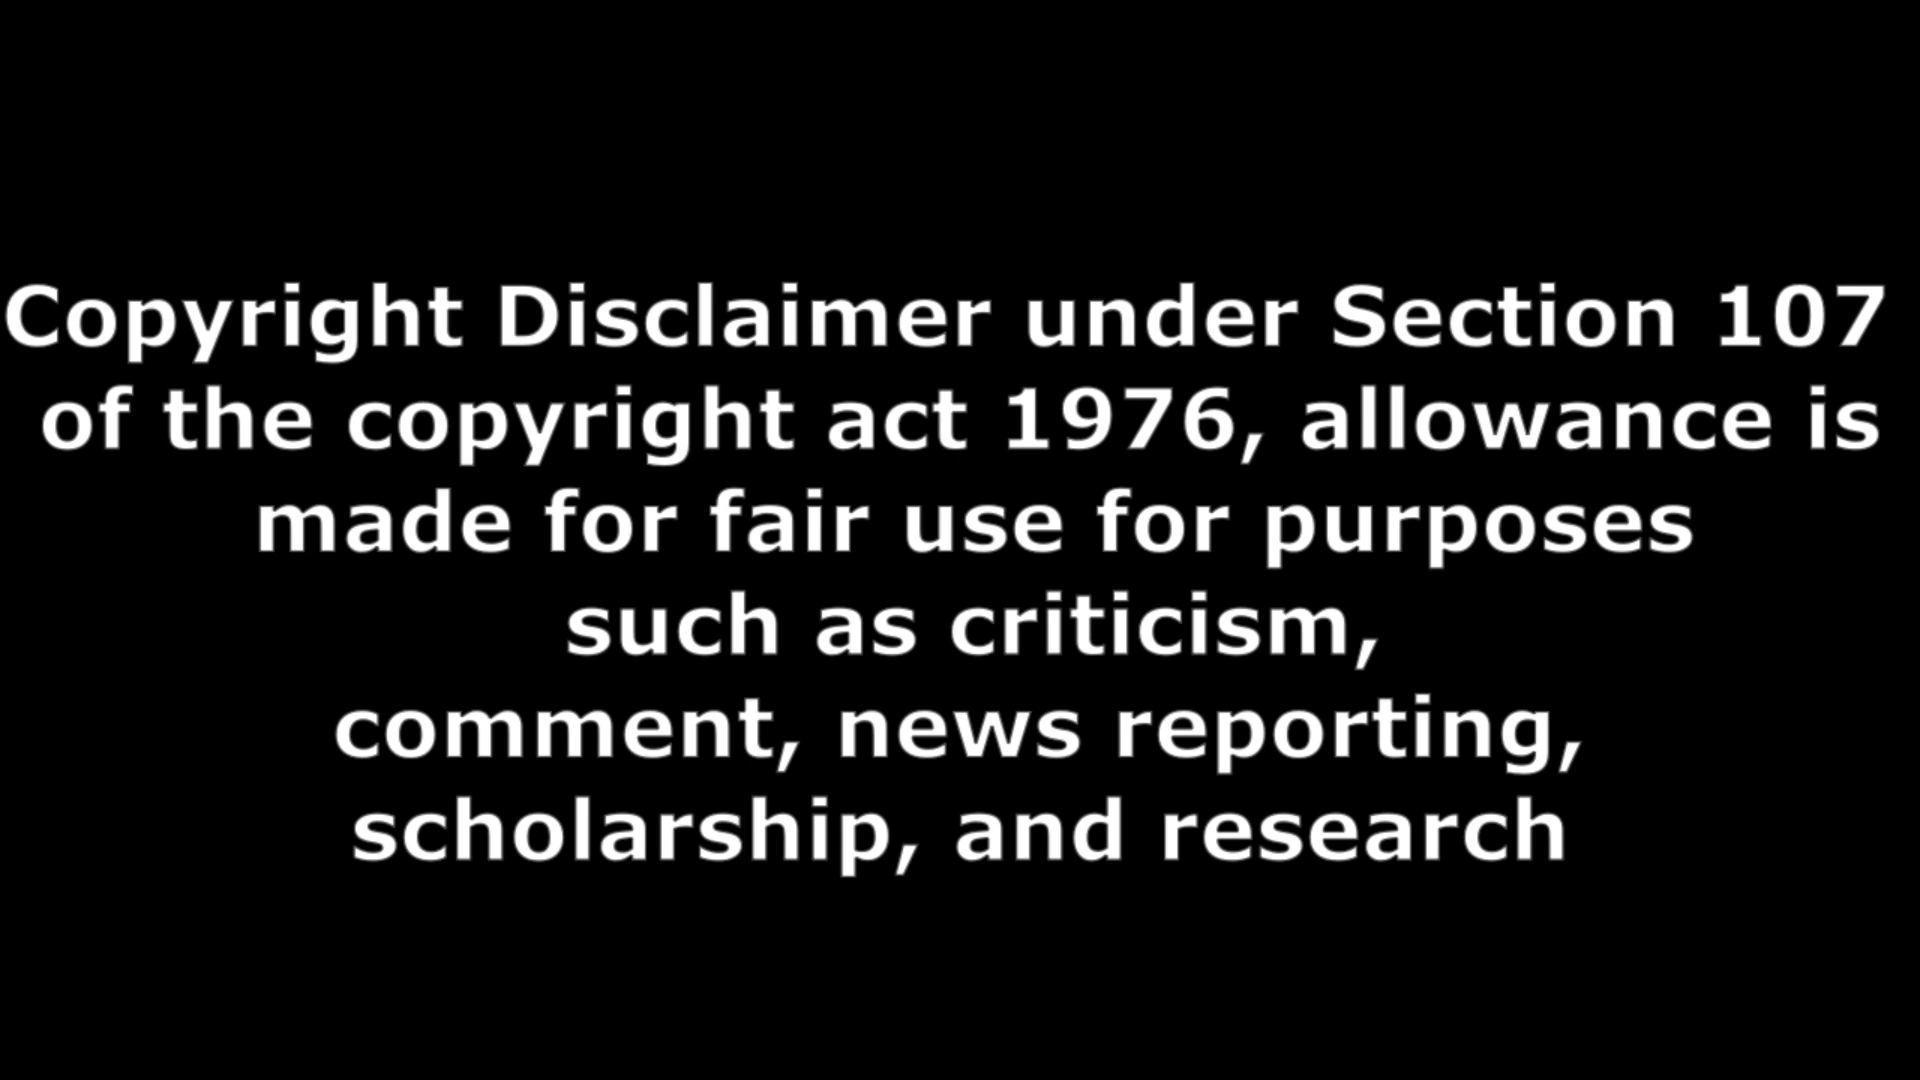 Copyright Disclaimer under Section 107
of the copyright act 1976, allowance is
made for fair use for purposes
such as criticism,
comment, news reporting,
scholarship, and research